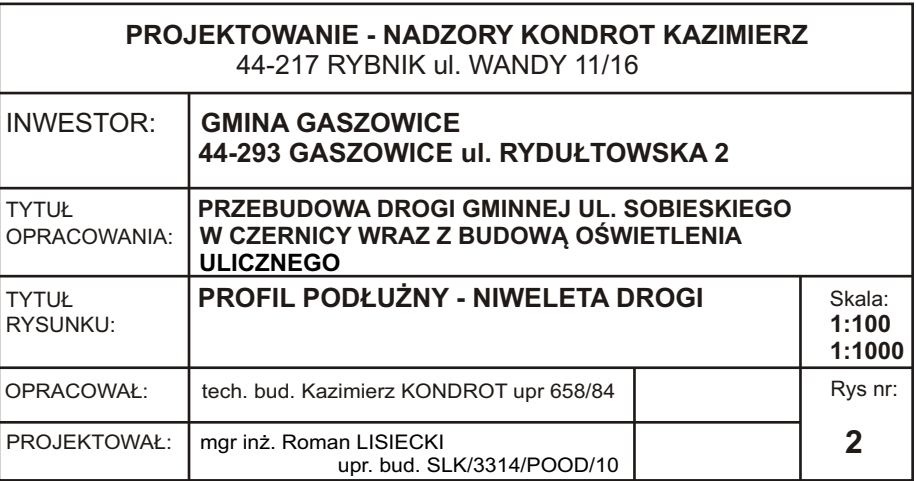 PROJEKTOWANIE - NADZORY KONDROT KAZIMIERZ
44-217 RYBNIK ul. WANDY 11/16
INWESTOR:
GMINA GASZOWICE
44-293 GASZOWICE ul. RYDUŁTOWSKA 2
TYTUŁ
OPRACOWANIA:
PRZEBUDOWA DROGI GMINNEJ UL. SOBIESKIEGO
W CZERNICY WRAZ Z BUDOWĄ OŚWIETLENIA
ULICZNEGO
TYTUŁ
RYSUNKU:
PROFIL PODŁUŻNY - NIWELETA DROGI
Skala:
1:100
1:1000
OPRACOWAŁ:
tech. bud. Kazimierz KONDROT upr 658/84
Rys nr:
2
PROJEKTOWAŁ:
mgr inż. Roman LISIECKI
upr. bud. SLK/3314/POOD/10